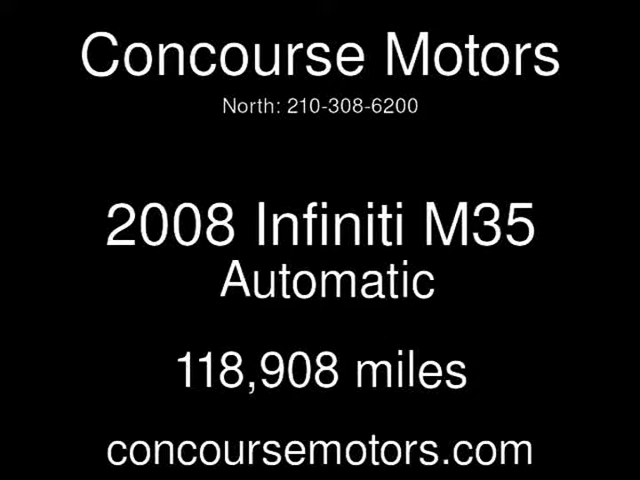 Concourse Motors
North: 210-308-6200
2008 Infiniti M35
Automatic
118,908 miles
concoursemotors.com